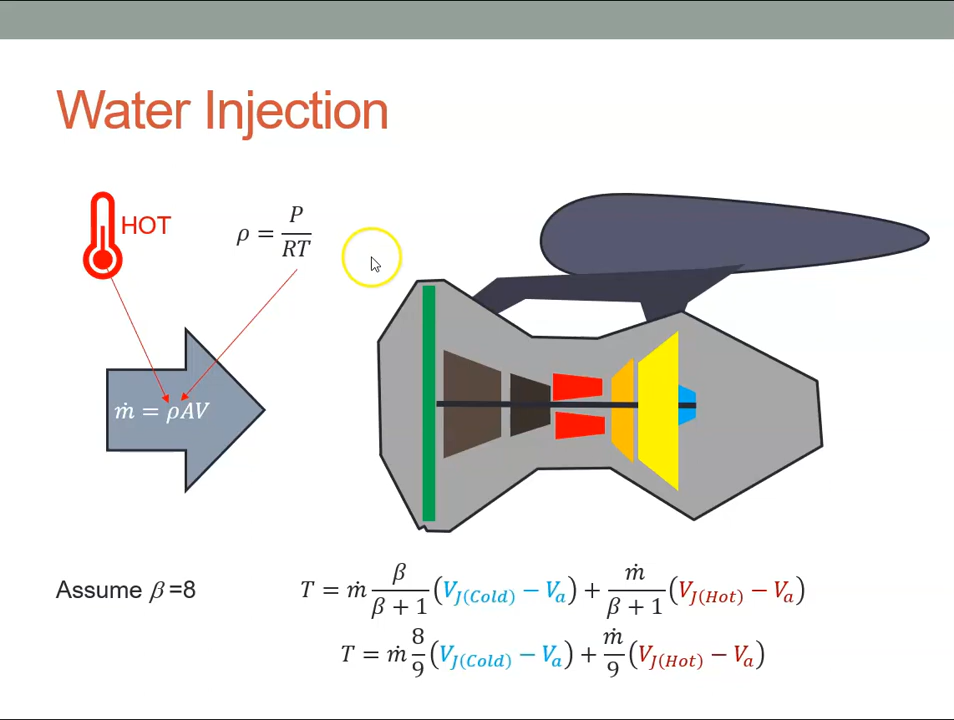 Water Injection
HOT
ρ = P/RT
ṁ = ρAV
Assume β =8
T = ṁ β/(β + 1) (V_J(Cold) − V_a) + ṁ/(β + 1) (V_J(Hot) − V_a)
T = ṁ 8/9 (V_J(Cold) − V_a) + ṁ/9 (V_J(Hot) − V_a)